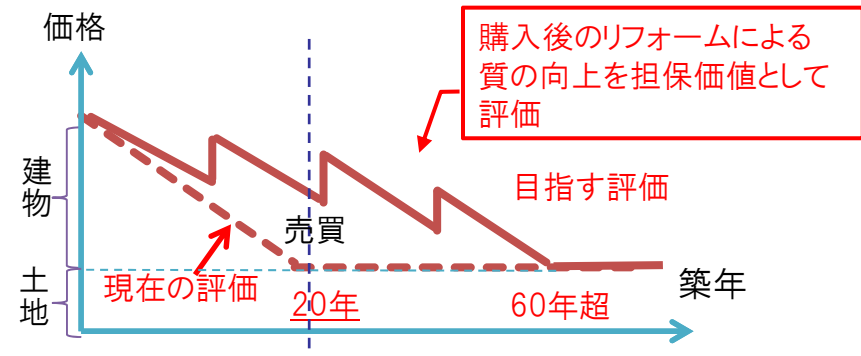 価格
購入後のリフォームによる
質の向上を担保価値として
評価
建物
目指す評価
売買
土地
現在の評価
20年
60年超
築年